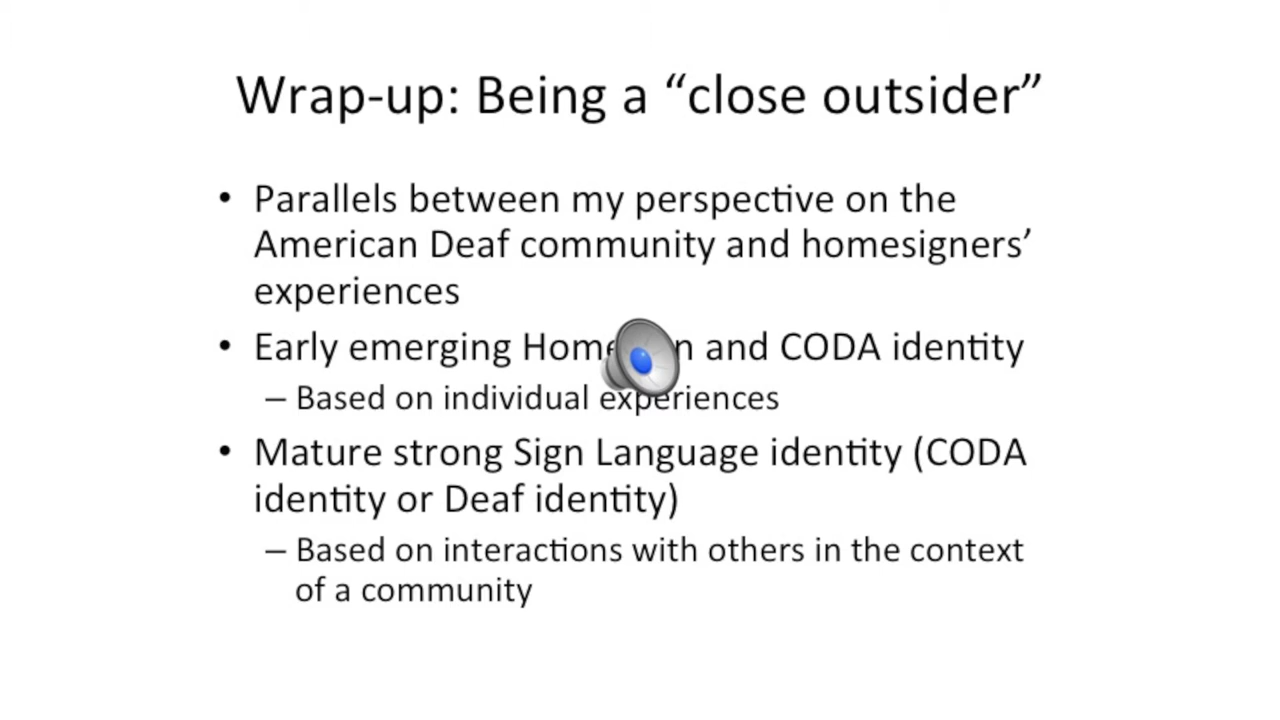 Wrap-up: Being a “close outsider”
• Parallels between my perspective on the
American Deaf community and homesigners’
experiences
• Early emerging and CODA identity
– Based on individual experiences
• Mature strong Sign Language identity (CODA
identity or Deaf identity)
– Based on interactions with others in the context
of a community